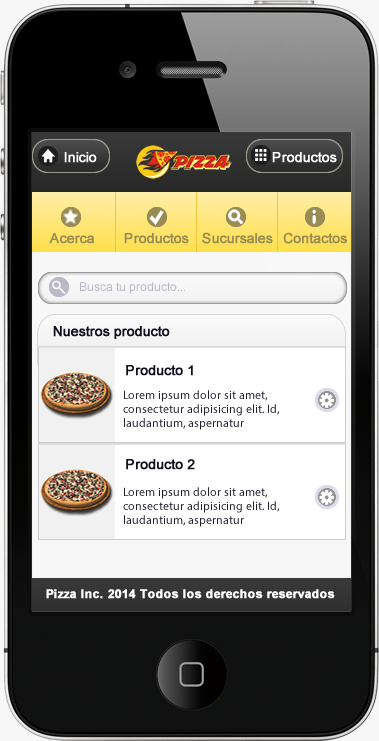 Inicio
PIZZA
Productos
Acerca
Productos
Sucursales
Contactos
Busca tu producto...
Nuestros producto
Producto 1
Lorem ipsum dolor sit amet,
consectetur adipisicing elit. Id,
laudantium, aspernatur
Producto 2
Lorem ipsum dolor sit amet,
consectetur adipisicing elit. Id,
laudantium, aspernatur
Pizza Inc. 2014 Todos los derechos reservados